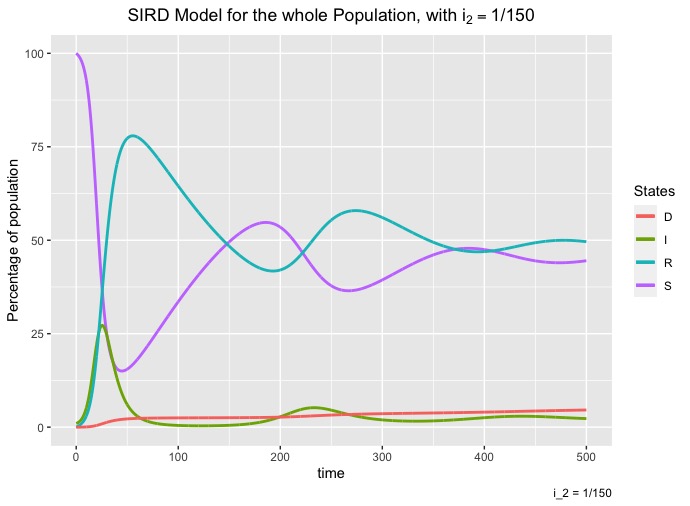 SIRD Model for the whole Population, with i₂ = 1/150
Percentage of population
100
75
50
25
0
0 100 200 300 400 500
time
States
D
I
R
S
i_2 = 1/150